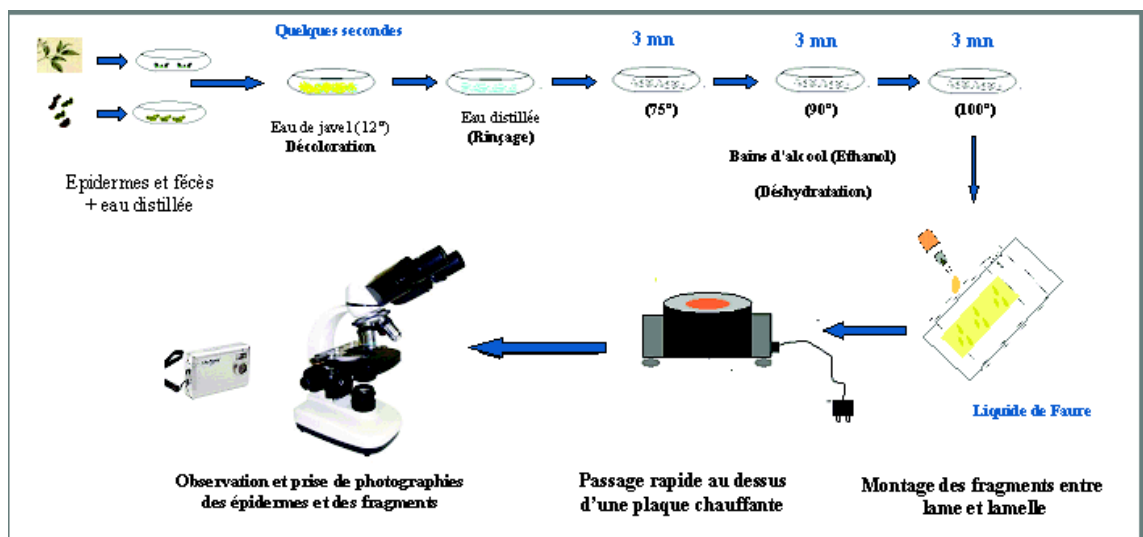 Quelques secondes
3 mn
3 mn
3 mn
Eau de javel (12°)
Décoloration
Eau distillée
(Rinçage)
(75°)
(90°)
(100°)
Bains d'alcool (Ethanol)
(Déshydratation)
Epidermes et fécès
+ eau distillée
Liquide de Faure
Observation et prise de photographies
des épidermes et des fragments
Passage rapide au dessus
d'une plaque chauffante
Montage des fragments entre
lame et lamelle